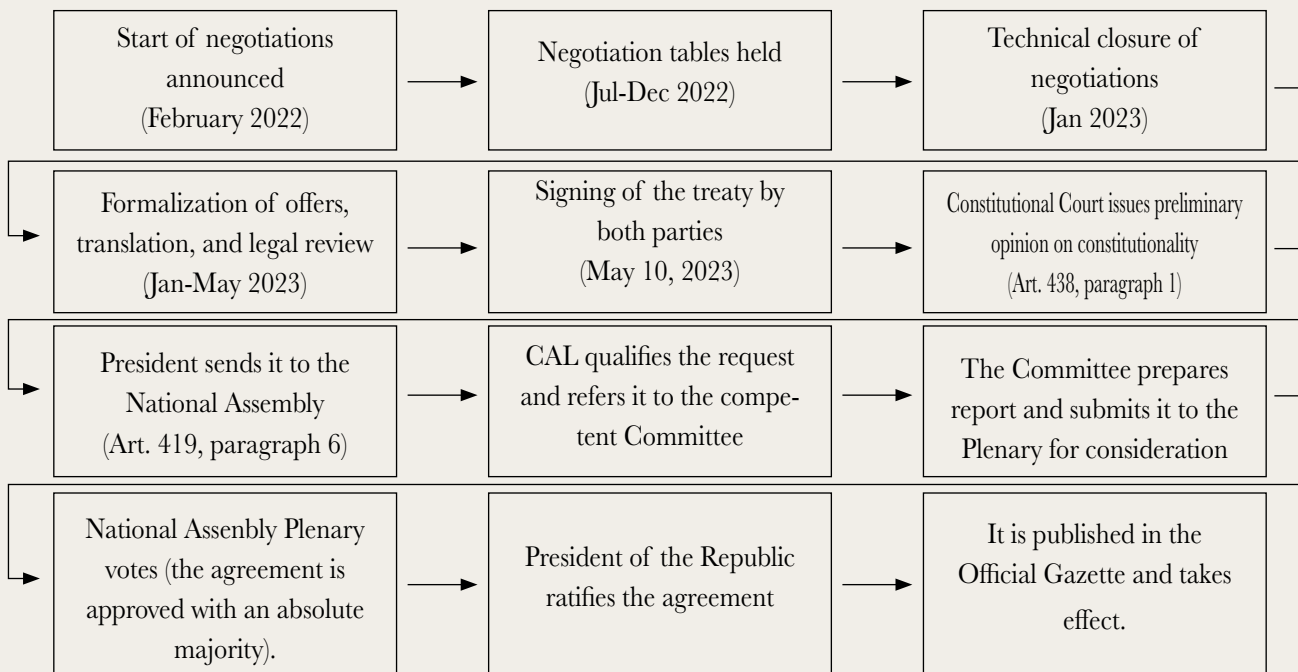 Start of negotiations
announced
(February 2022)
Negotiation tables held
(Jul-Dec 2022)
Technical closure of
negotiations
(Jan 2023)
Formalization of offers,
translation, and legal review
(Jan-May 2023)
Signing of the treaty by
both parties
(May 10, 2023)
Constitutional Court issues preliminary
opinion on constitutionality
(Art. 438, paragraph 1)
President sends it to the
National Assembly
(Art. 419, paragraph 6)
CAL qualifies the request
and refers it to the compe-
tent Committee
The Committee prepares
report and submits it to the
Plenary for consideration
National Assembly Plenary
votes (the agreement is
approved with an absolute
majority).
President of the Republic
ratifies the agreement
It is published in the
Official Gazette and takes
effect.